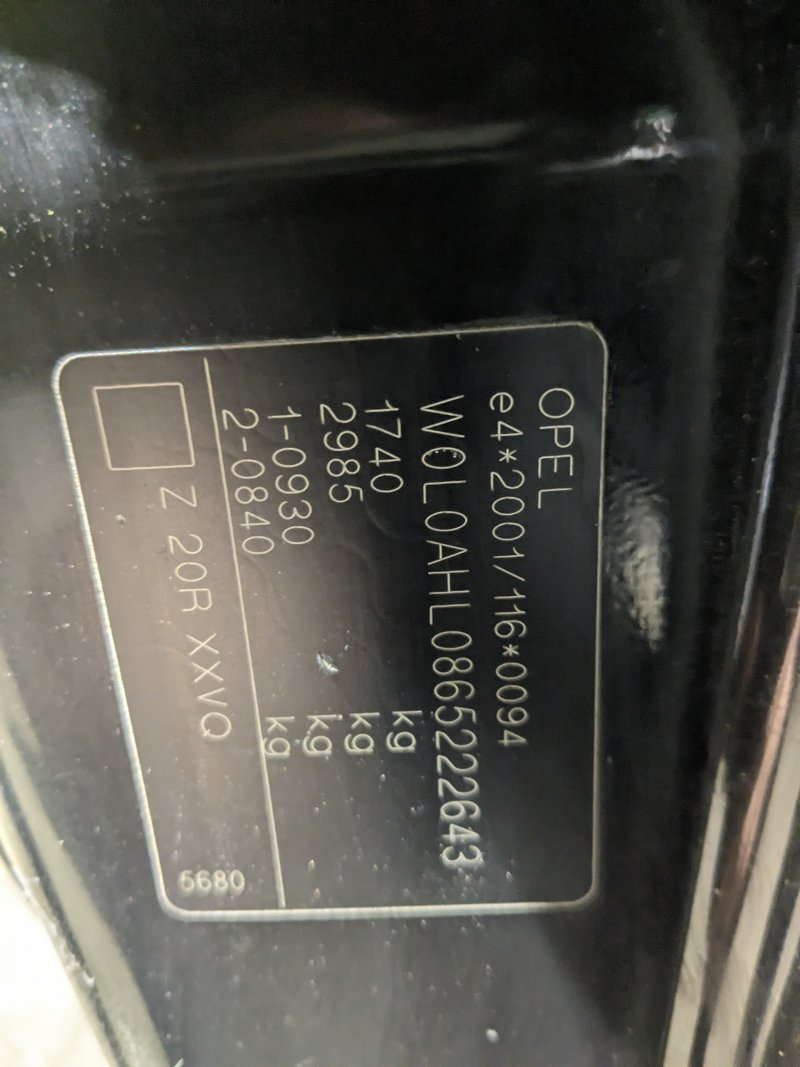 OPEL
e4*2001/116*0094
W0L0AHL0865222643
1740 kg
2985 kg
1-0930 kg
2-0840 kg
Z 20R XXVQ
5680